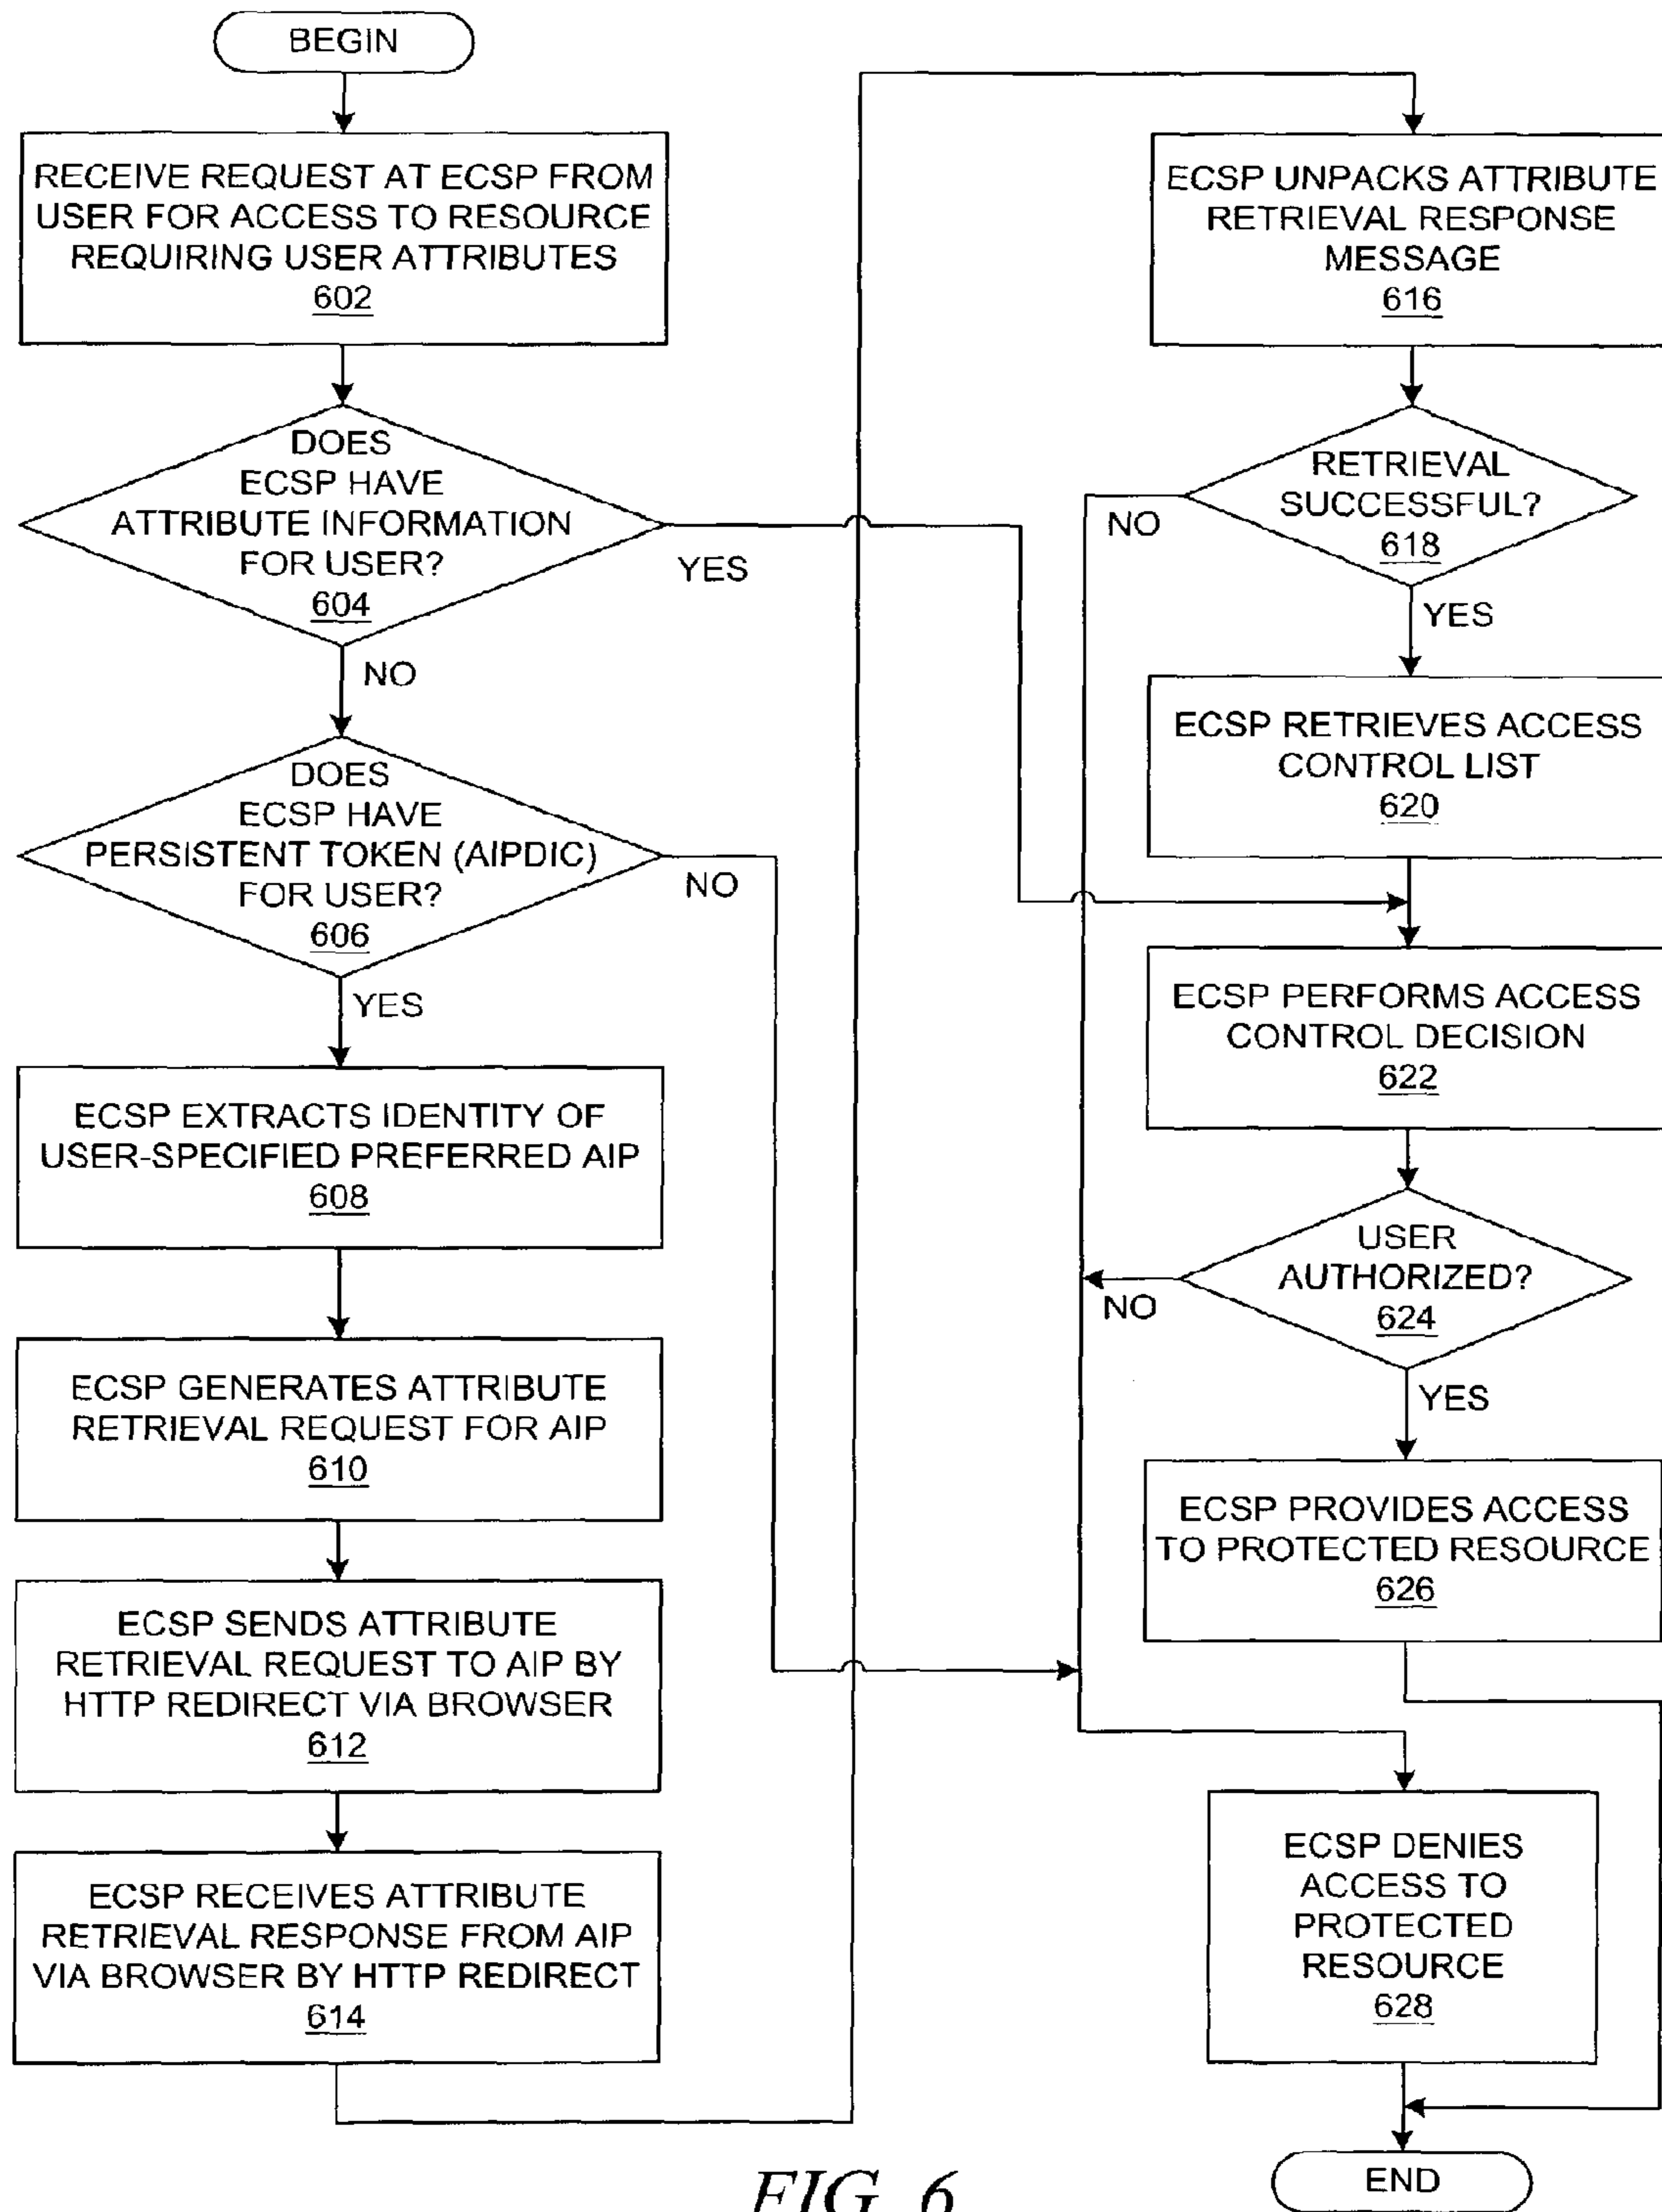 BEGIN
RECEIVE REQUEST AT ECSP FROM
USER FOR ACCESS TO RESOURCE
REQUIRING USER ATTRIBUTES
602
DOES
ECSP HAVE
ATTRIBUTE INFORMATION
FOR USER?
604
YES
NO
DOES
ECSP HAVE
PERSISTENT TOKEN (AIPDIC)
FOR USER?
606
NO
YES
ECSP EXTRACTS IDENTITY OF
USER-SPECIFIED PREFERRED AIP
608
ECSP GENERATES ATTRIBUTE
RETRIEVAL REQUEST FOR AIP
610
ECSP SENDS ATTRIBUTE
RETRIEVAL REQUEST TO AIP BY
HTTP REDIRECT VIA BROWSER
612
ECSP RECEIVES ATTRIBUTE
RETRIEVAL RESPONSE FROM AIP
VIA BROWSER BY HTTP REDIRECT
614
ECSP UNPACKS ATTRIBUTE
RETRIEVAL RESPONSE
MESSAGE
616
RETRIEVAL
SUCCESSFUL?
618
NO
YES
ECSP RETRIEVES ACCESS
CONTROL LIST
620
ECSP PERFORMS ACCESS
CONTROL DECISION
622
USER
AUTHORIZED?
624
NO
YES
ECSP PROVIDES ACCESS
TO PROTECTED RESOURCE
626
ECSP DENIES
ACCESS TO
PROTECTED
RESOURCE
628
END
FIG. 6